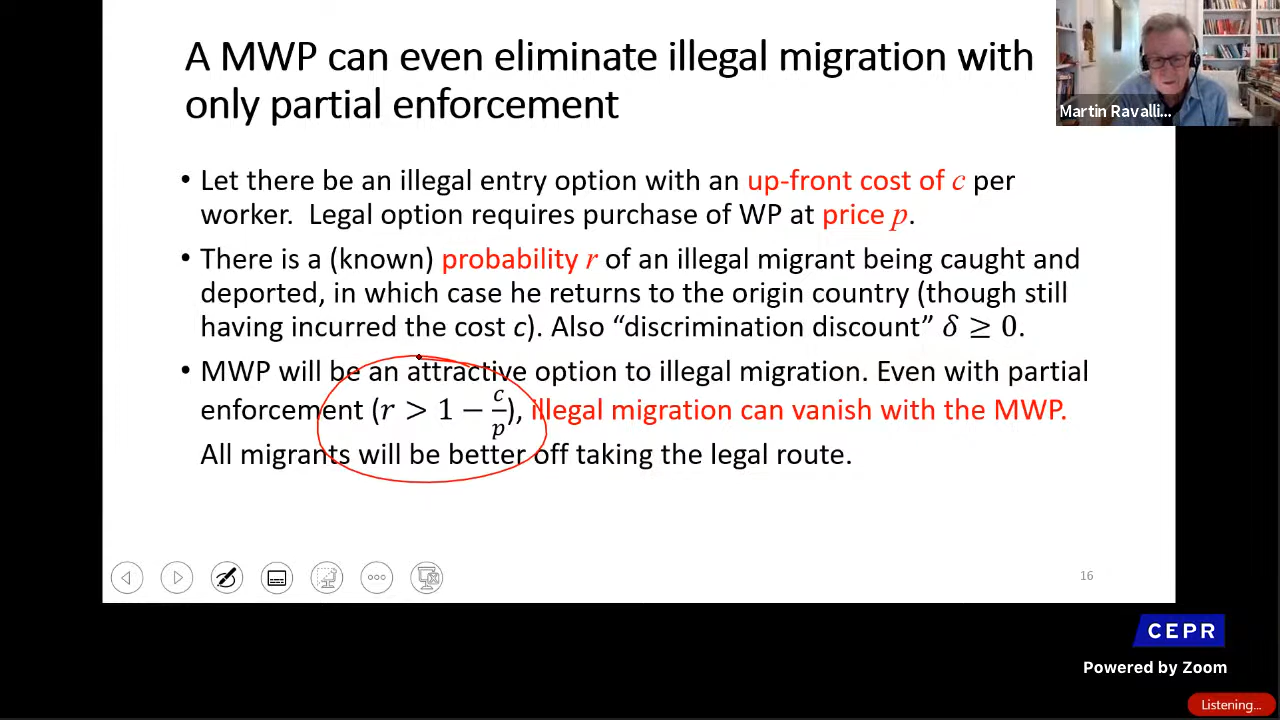 A MWP can even eliminate illegal migration with
only partial enforcement
Martin Ravalli...
• Let there be an illegal entry option with an up-front cost of c per
worker. Legal option requires purchase of WP at price p.
• There is a (known) probability r of an illegal migrant being caught and
deported, in which case he returns to the origin country (though still
having incurred the cost c). Also “discrimination discount” δ ≥ 0.
• MWP will be an attractive option to illegal migration. Even with partial
enforcement (r > 1 − c/p), illegal migration can vanish with the MWP.
All migrants will be better off taking the legal route.
16
CEPR
Powered by Zoom
Listening...